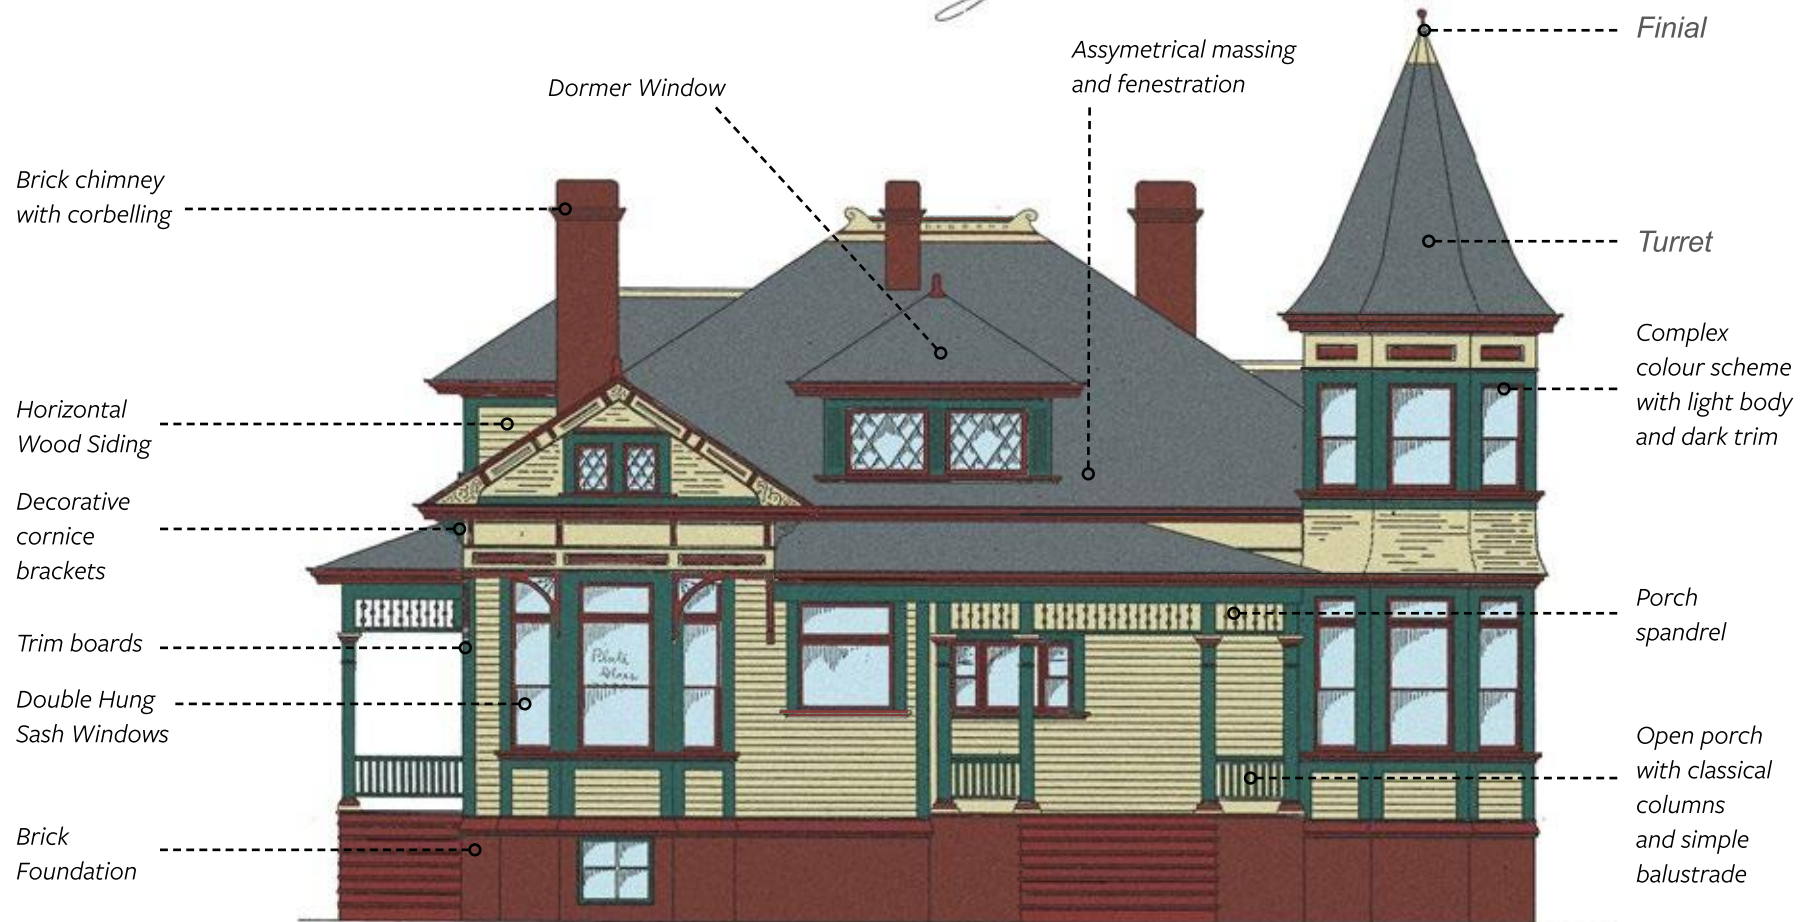 Finial
Assymetrical massing
and fenestration
Dormer Window
Brick chimney
with corbelling
Turret
Complex
colour scheme
with light body
and dark trim
Horizontal
Wood Siding
Decorative
cornice
brackets
Porch
spandrel
Trim boards
Double Hung
Sash Windows
Plate
Glass
Open porch
with classical
columns
and simple
balustrade
Brick
Foundation